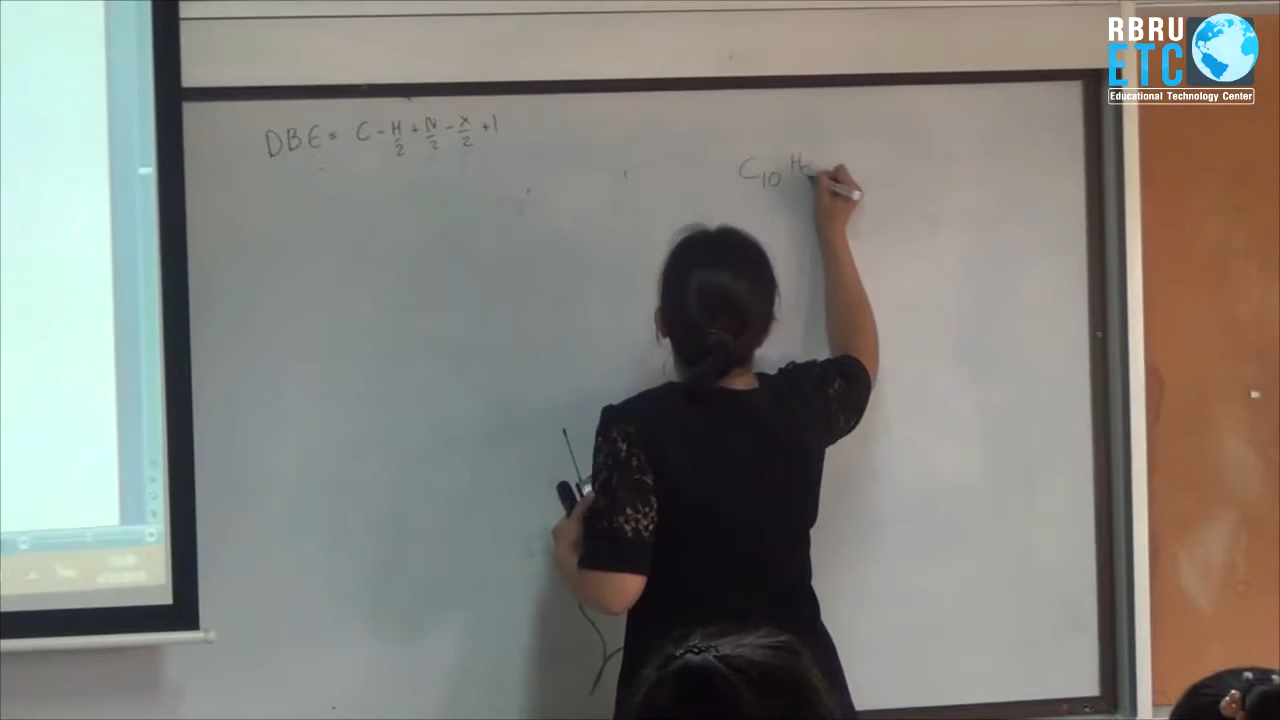 RBRU
ETC
Educational Technology Center
DBE = C - H/2 + N/2 - X/2 + 1
C10 H